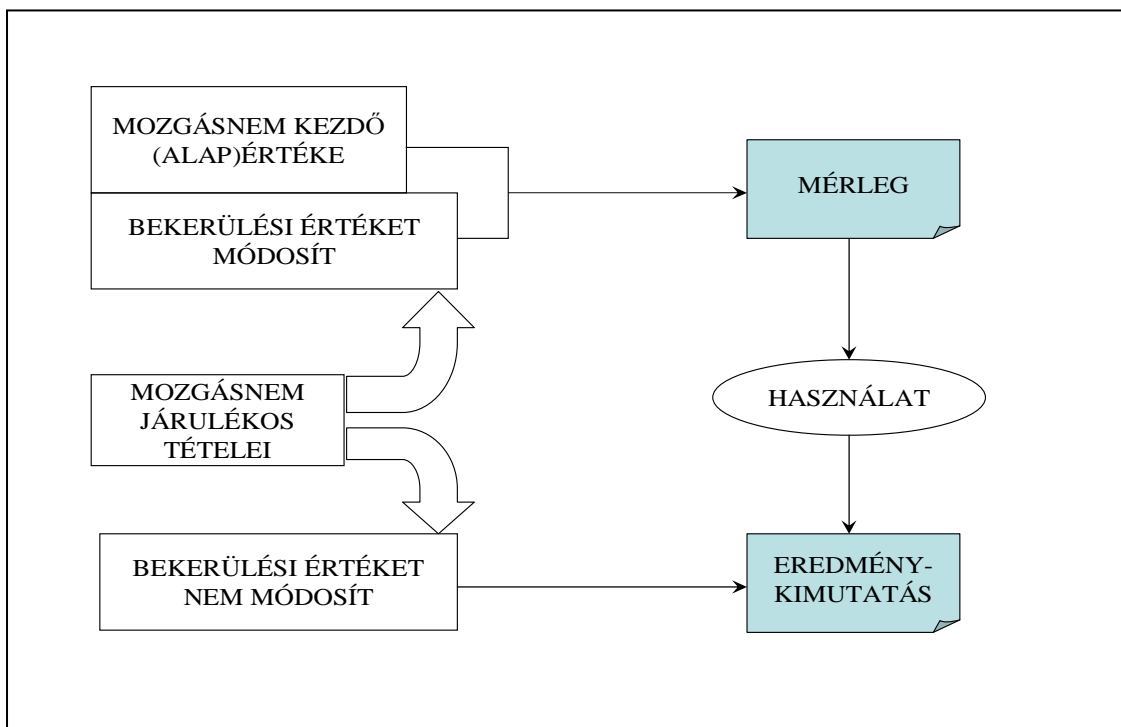 MOZGÁSNEM KEZDŐ
(ALAP)ÉRTÉKE
BEKERÜLÉSI ÉRTÉKET
MÓDOSÍT
MOZGÁSNEM
JÁRULÉKOS
TÉTELEI
BEKERÜLÉSI ÉRTÉKET
NEM MÓDOSÍT
MÉRLEG
HASZNÁLAT
EREDMÉNY-
KIMUTATÁS